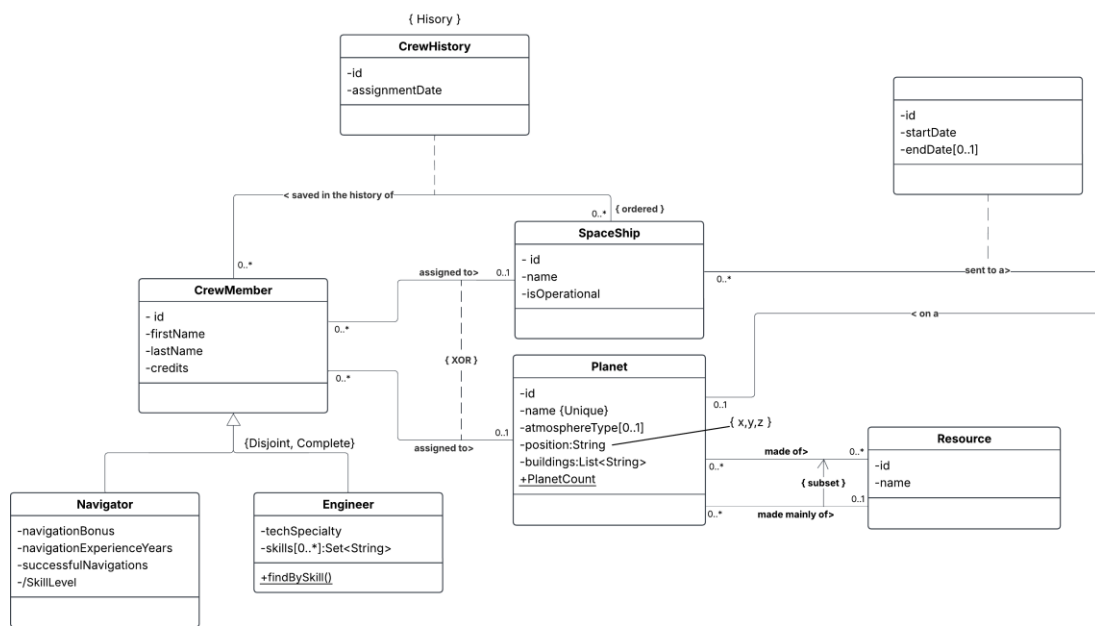 { Hisory }
CrewHistory
-id
-assignmentDate
-id
-startDate
-endDate[0..1]
< saved in the history of
0..*
{ ordered }
SpaceShip
- id
-name
-isOperational
0..*
sent to a>
0..*
assigned to>
0..1
CrewMember
- id
-firstName
-lastName
-credits
0..*
{ XOR }
0..*
0..1
assigned to>
< on a
0..1
Planet
-id
-name {Unique}
-atmosphereType[0..1]
-position:String
-buildings:List<String>
+PlanetCount
{ x,y,z }
made of>
0..*
0..*
{ subset }
0..1
0..*
made mainly of>
Resource
-id
-name
{Disjoint, Complete}
Navigator
-navigationBonus
-navigationExperienceYears
-successfulNavigations
-/SkillLevel
Engineer
-techSpecialty
-skills[0..*]:Set<String>
+findBySkill()